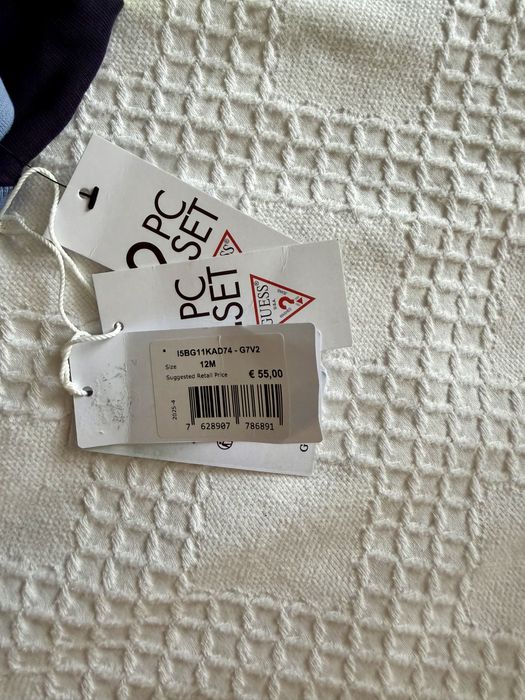 PC
SET
PC
SET
GUESS®
U.S.A.
?
I5BG11KAD74 - G7V2
Size 12M
Suggested Retail Price € 55,00
2025-4
7 628907 786891
G